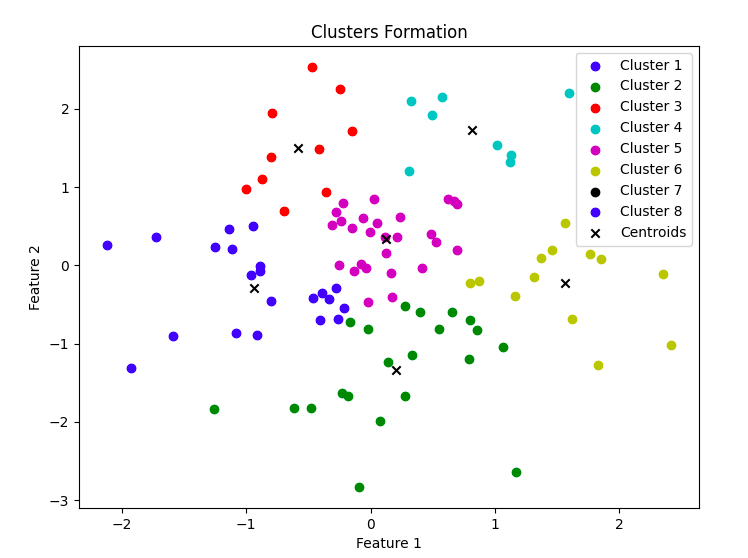 Clusters Formation
Cluster 1
Cluster 2
Cluster 3
Cluster 4
Cluster 5
Cluster 6
Cluster 7
Cluster 8
Centroids
Feature 2
2
1
0
−1
−2
−3
−2 −1 0 1 2
Feature 1